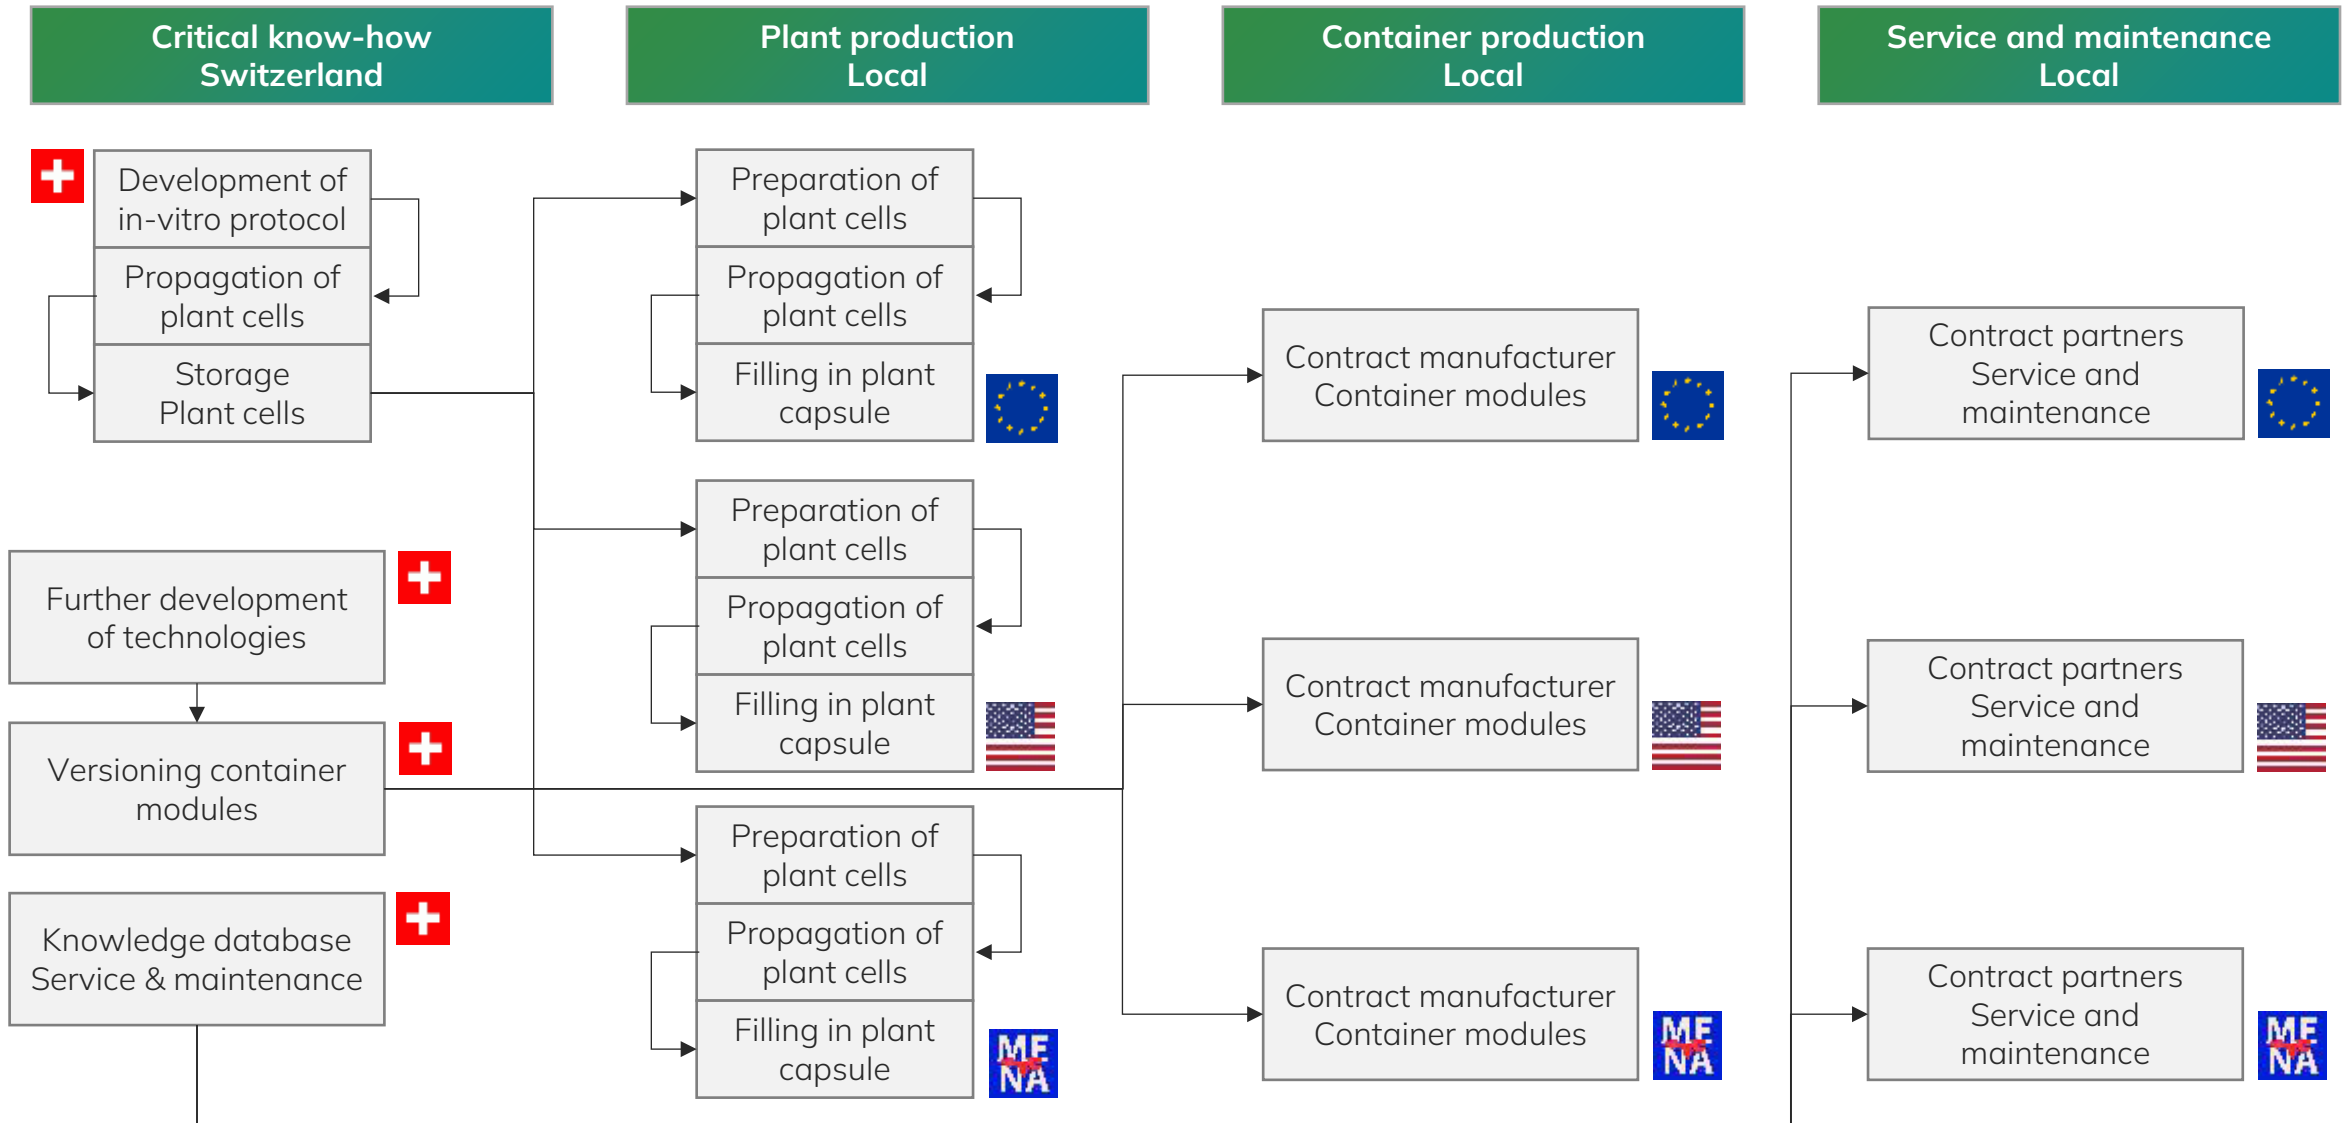 Critical know-how
Switzerland
Plant production
Local
Container production
Local
Service and maintenance
Local
Development of
in-vitro protocol
Propagation of
plant cells
Storage
Plant cells
Further development
of technologies
Versioning container
modules
Knowledge database
Service & maintenance
Preparation of
plant cells
Propagation of
plant cells
Filling in plant
capsule
Preparation of
plant cells
Propagation of
plant cells
Filling in plant
capsule
Preparation of
plant cells
Propagation of
plant cells
Filling in plant
capsule
ME
NA
Contract manufacturer
Container modules
Contract manufacturer
Container modules
Contract manufacturer
Container modules
ME
NA
Contract partners
Service and
maintenance
Contract partners
Service and
maintenance
Contract partners
Service and
maintenance
ME
NA